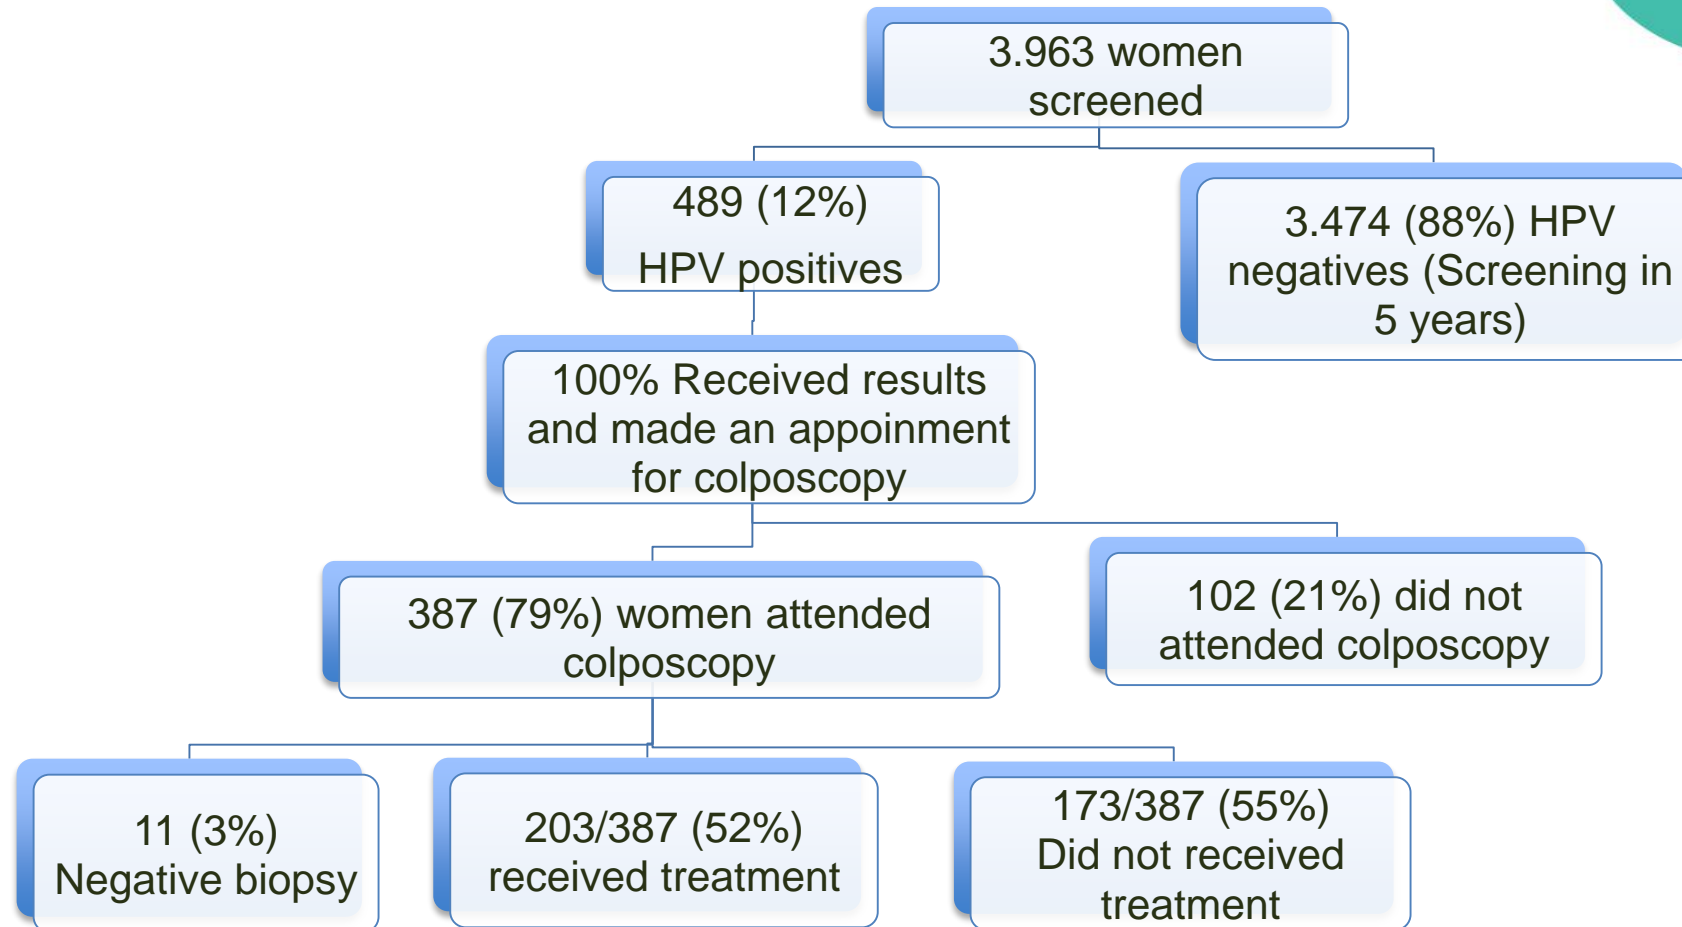 3.963 women
screened
489 (12%)
HPV positives
3.474 (88%) HPV
negatives (Screening in
5 years)
100% Received results
and made an appoinment
for colposcopy
387 (79%) women attended
colposcopy
102 (21%) did not
attended colposcopy
11 (3%)
Negative biopsy
203/387 (52%)
received treatment
173/387 (55%)
Did not received
treatment